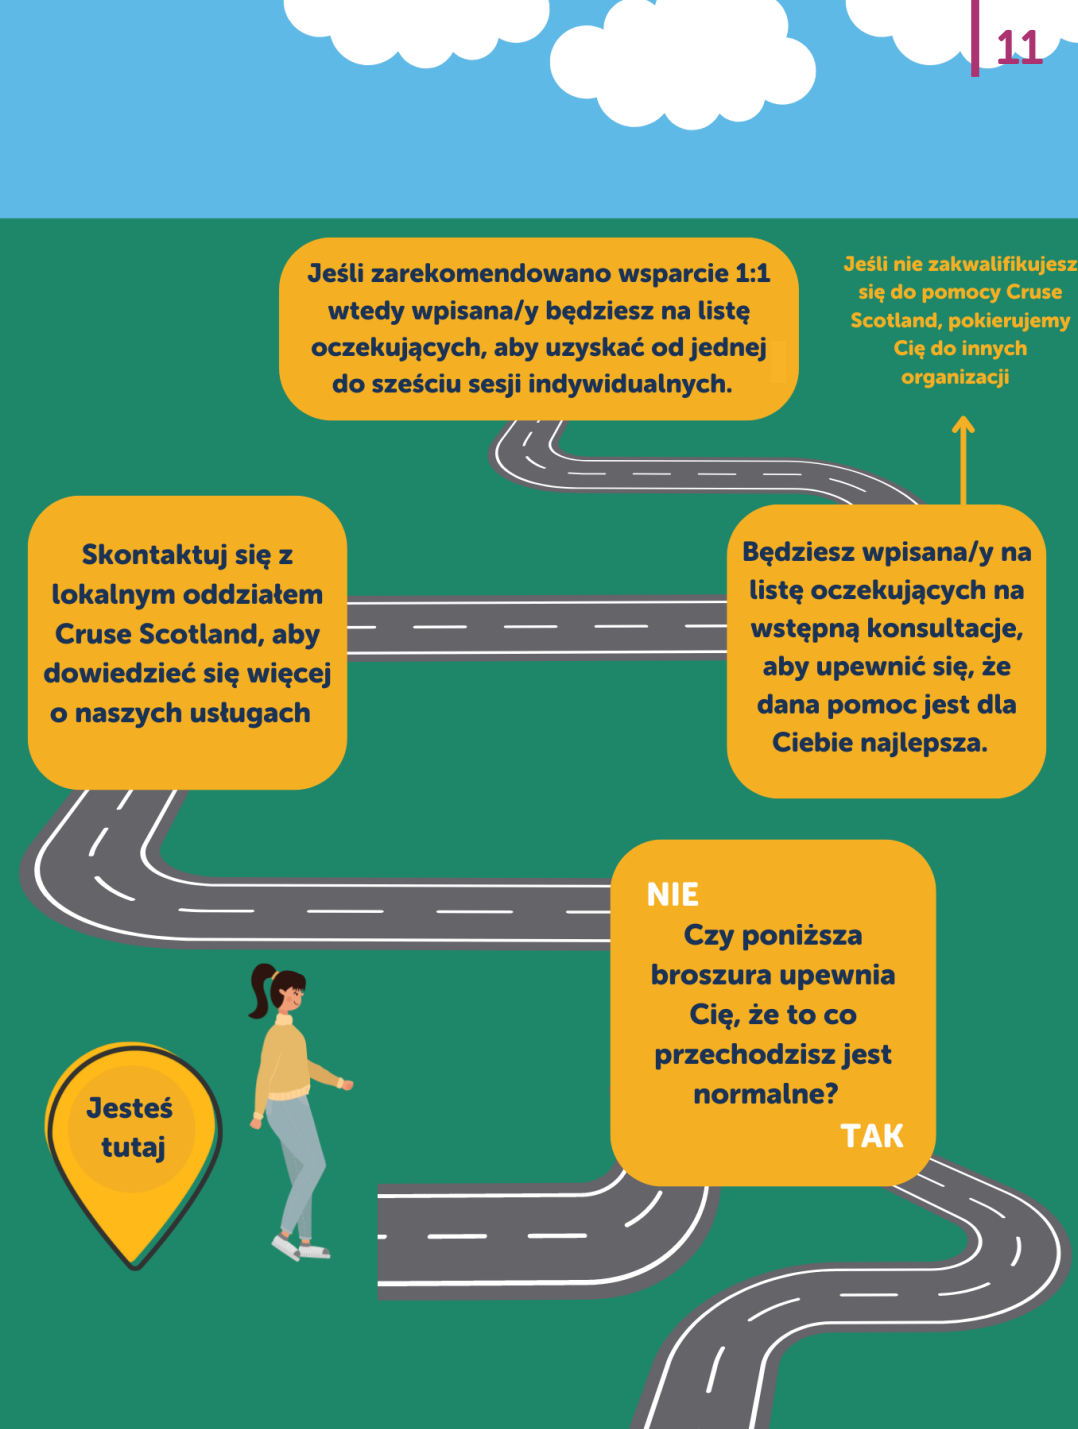 11
Jeśli zarekomendowano wsparcie 1:1
wtedy wpisana/y będziesz na listę
oczekujących, aby uzyskać od jednej
do sześciu sesji indywidualnych.
Jeśli nie zakwalifikujesz
się do pomocy Cruse
Scotland, pokierujemy
Cię do innych
organizacji
Skontaktuj się z
lokalnym oddziałem
Cruse Scotland, aby
dowiedzieć się więcej
o naszych usługach
Będziesz wpisana/y na
listę oczekujących na
wstępną konsultacje,
aby upewnić się, że
dana pomoc jest dla
Ciebie najlepsza.
NIE
Czy poniższa
broszura upewnia
Cię, że to co
przechodzisz jest
normalne?
TAK
Jesteś
tutaj